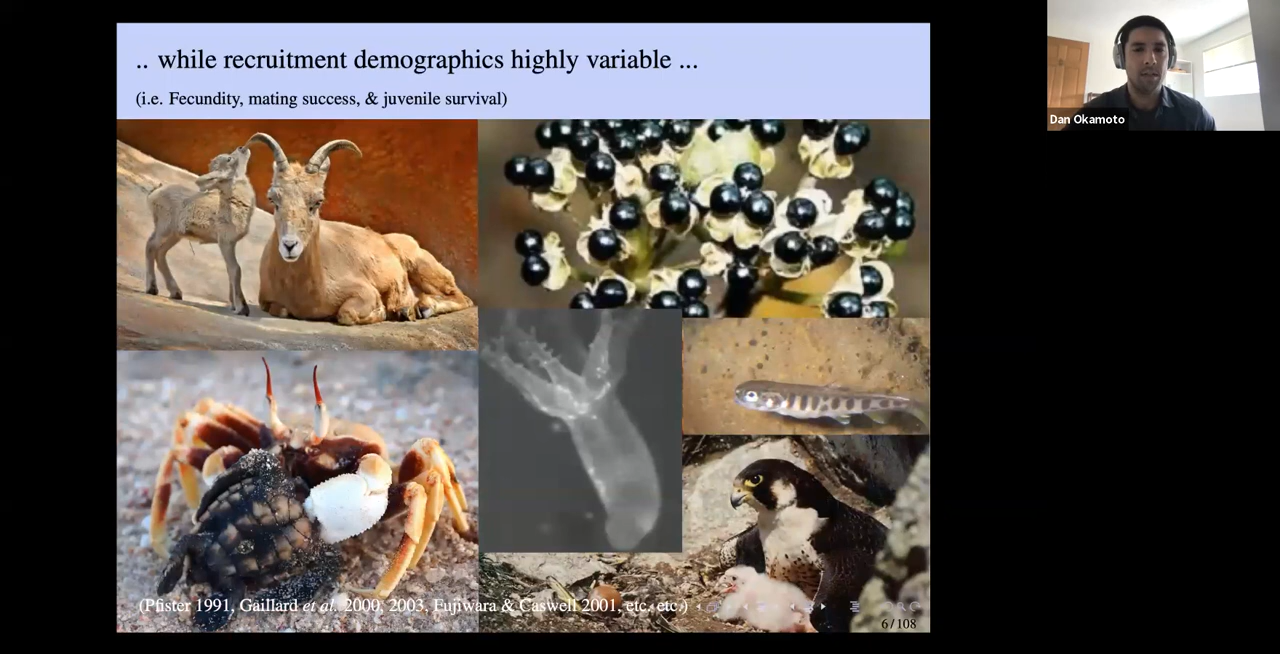 .. while recruitment demographics highly variable ...
(i.e. Fecundity, mating success, & juvenile survival)
Dan Okamoto
(Pfister 1991, Gaillard et al. 2000, 2003, Fujiwara & Caswell 2001, etc. etc.)
6 / 108